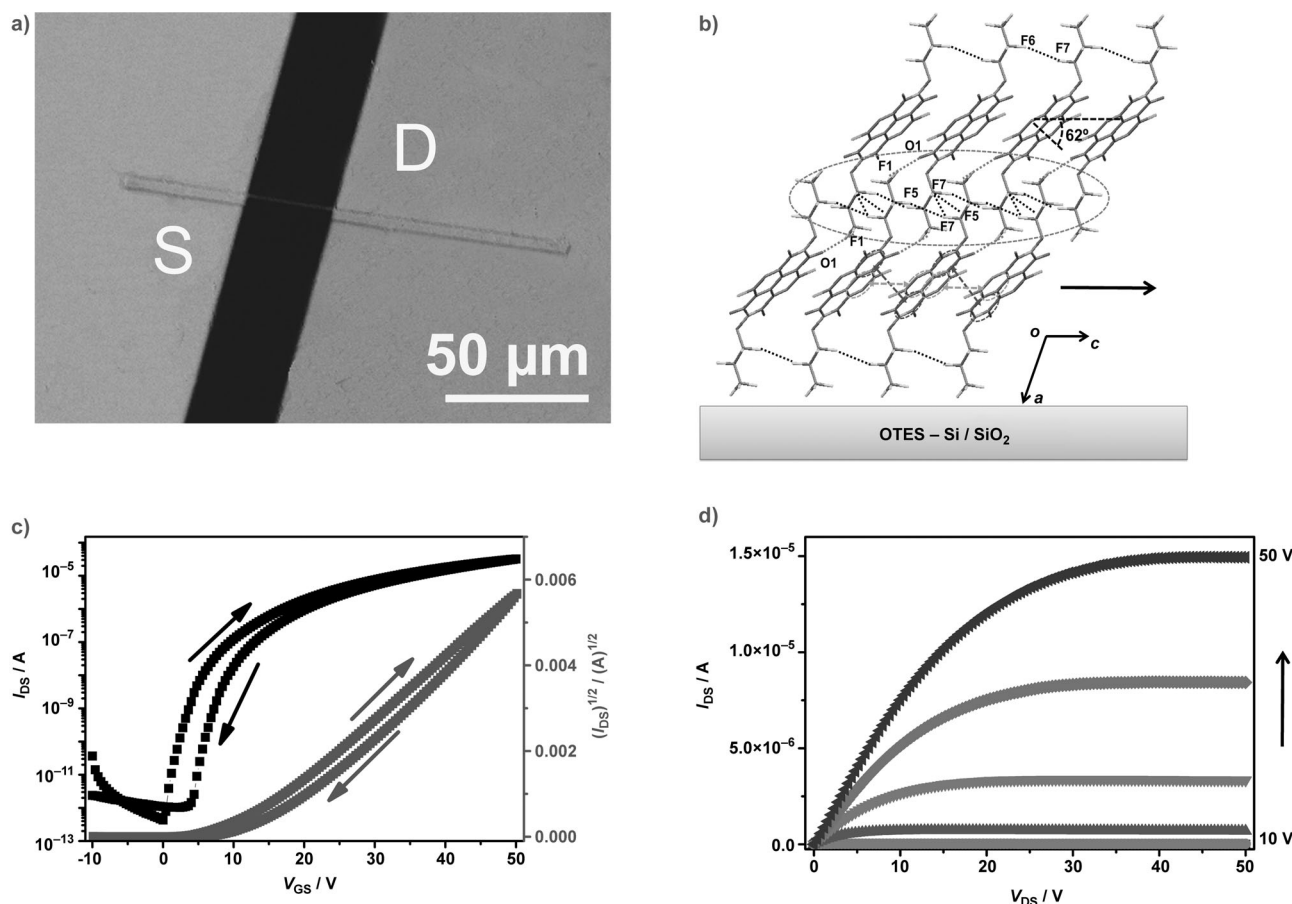 a)
S
D
50 µm
b)
F6
F7
62º
O1
F1
F7
F5
F5
F7
F1
O1
o
c
a
OTES – Si / SiO₂
c)
10⁻⁵
10⁻⁷
10⁻⁹
10⁻¹¹
10⁻¹³
I_DS / A
-10
0
10
20
30
40
50
V_GS / V
0.006
0.004
0.002
0.000
(I_DS)^1/2 / (A)^1/2
d)
1.5×10⁻⁵
1.0×10⁻⁵
5.0×10⁻⁶
0.0
I_DS / A
0
10
20
30
40
50
V_DS / V
50 V
10 V